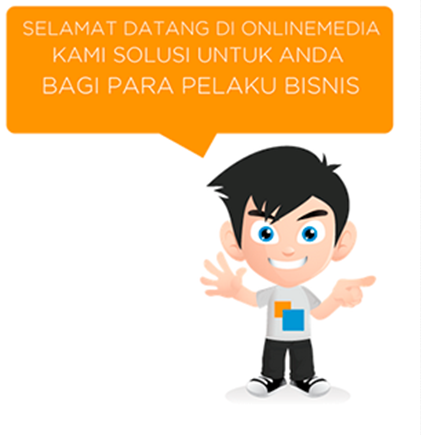 SELAMAT DATANG DI ONLINEMEDIA
KAMI SOLUSI UNTUK ANDA
BAGI PARA PELAKU BISNIS